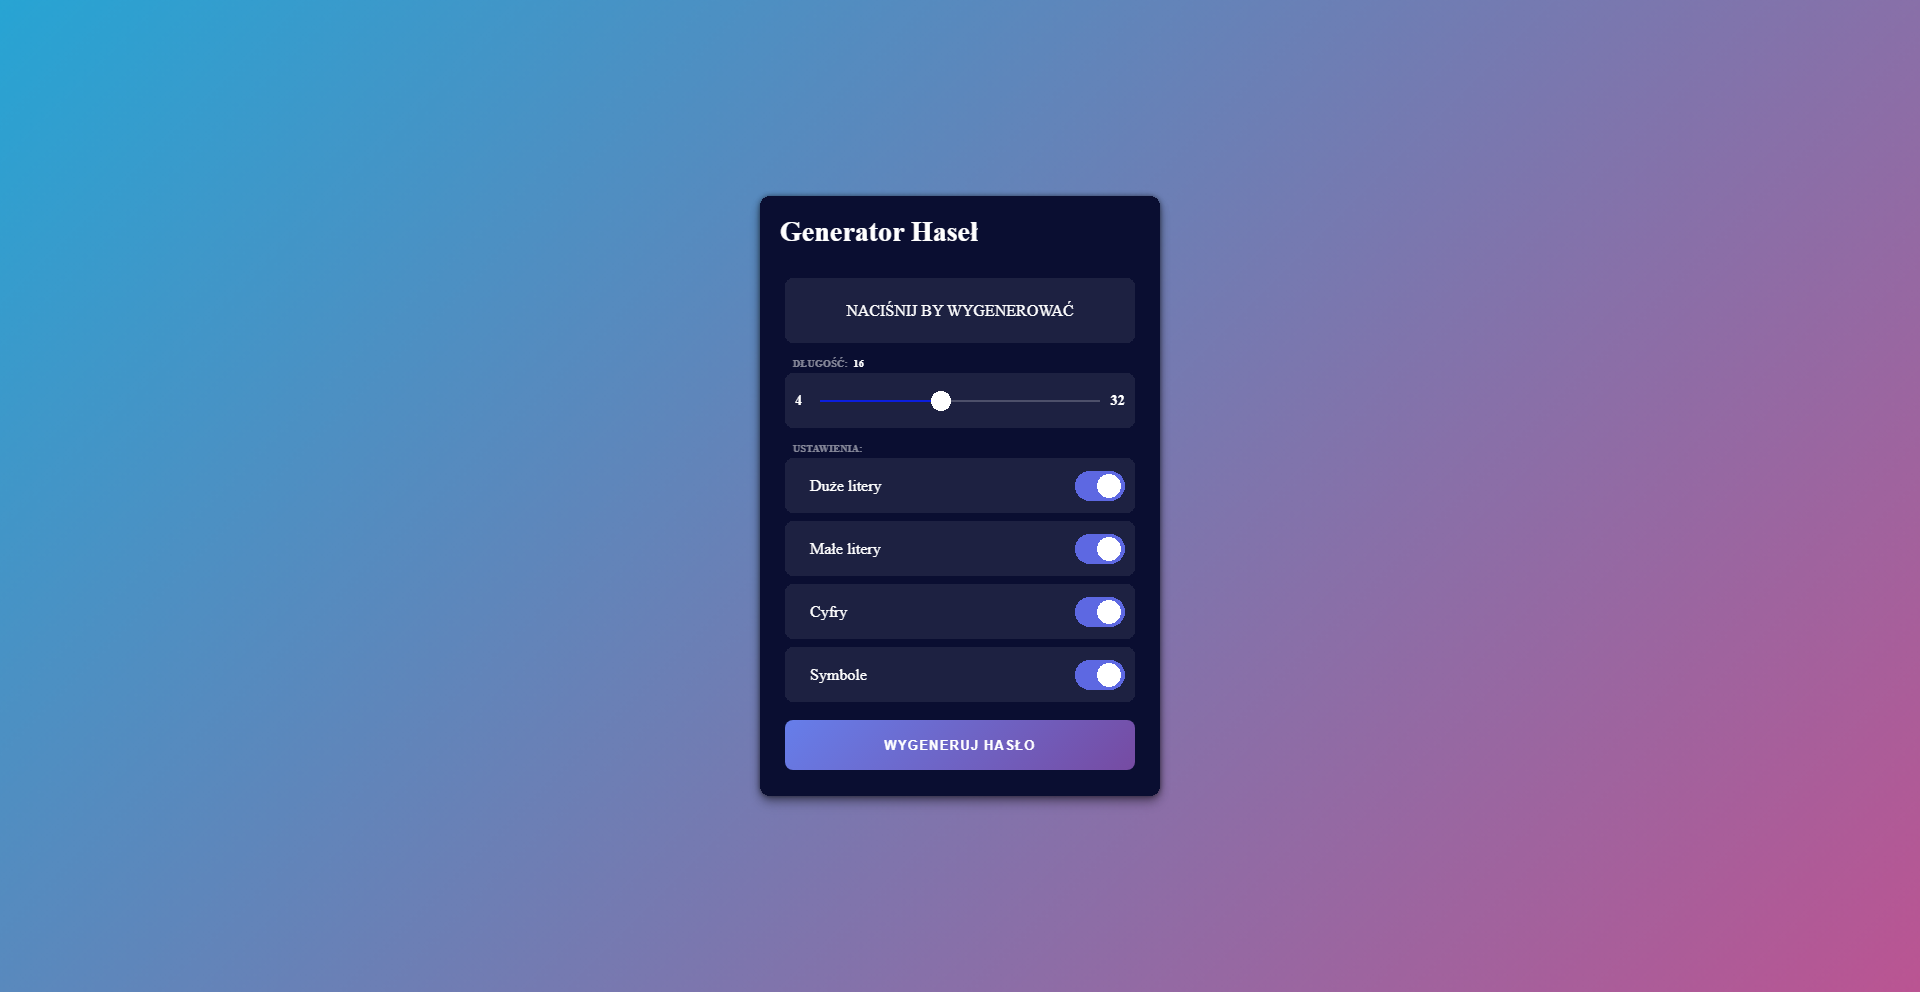 Generator Haseł
NACIŚNIJ BY WYGENEROWAĆ
DŁUGOŚĆ: 16
4 32
USTAWIENIA:
Duże litery
Małe litery
Cyfry
Symbole
WYGENERUJ HASŁO